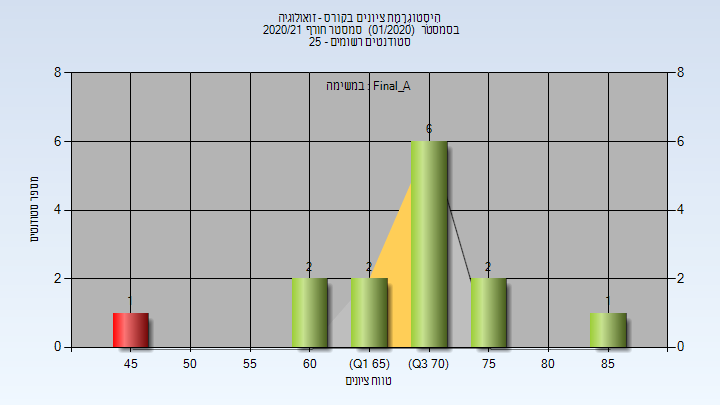 היסטוגרמת ציונים בקורס - זואולוגיה
בסמסטר (01/2020) סמסטר חורף 2020/21
סטודנטים רשומים - 25
במשימה : Final_A
8 8
6 6
4 4
2 2
0 0
מספר סטודנטים
1 2 2 6 2 1
45 50 55 60 (Q1 65) (Q3 70) 75 80 85
טווח ציונים